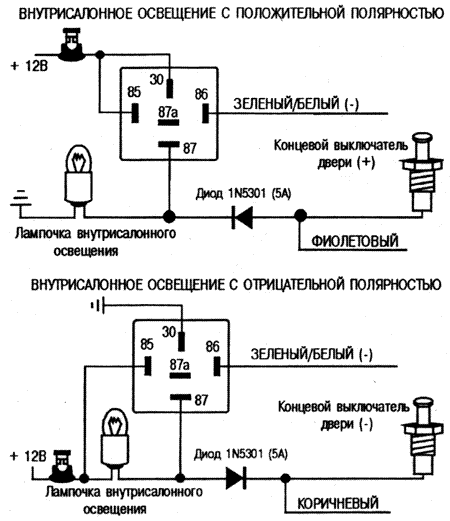 ВНУТРИСАЛОННОЕ ОСВЕЩЕНИЕ С ПОЛОЖИТЕЛЬНОЙ ПОЛЯРНОСТЬЮ
+ 12В
30
85
86
87а
87
ЗЕЛЕНЫЙ/БЕЛЫЙ (-)
Концевой выключатель
двери (+)
Диод 1N5301 (5А)
Лампочка внутрисалонного
освещения
ФИОЛЕТОВЫЙ
ВНУТРИСАЛОННОЕ ОСВЕЩЕНИЕ С ОТРИЦАТЕЛЬНОЙ ПОЛЯРНОСТЬЮ
30
85
86
87а
87
ЗЕЛЕНЫЙ/БЕЛЫЙ (-)
Концевой выключатель
двери (-)
+ 12В
Диод 1N5301 (5А)
Лампочка внутрисалонного
освещения
КОРИЧНЕВЫЙ